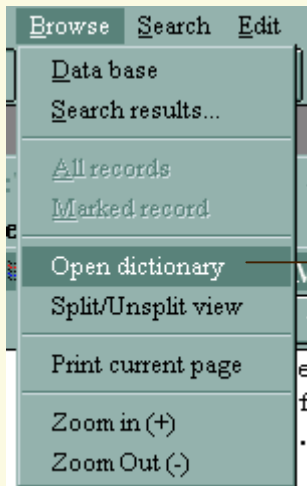 Browse Search Edit
Data base
Search results...
All records
Marked record
Open dictionary
Split/Unsplit view
Print current page
Zoom in (+)
Zoom Out (-)